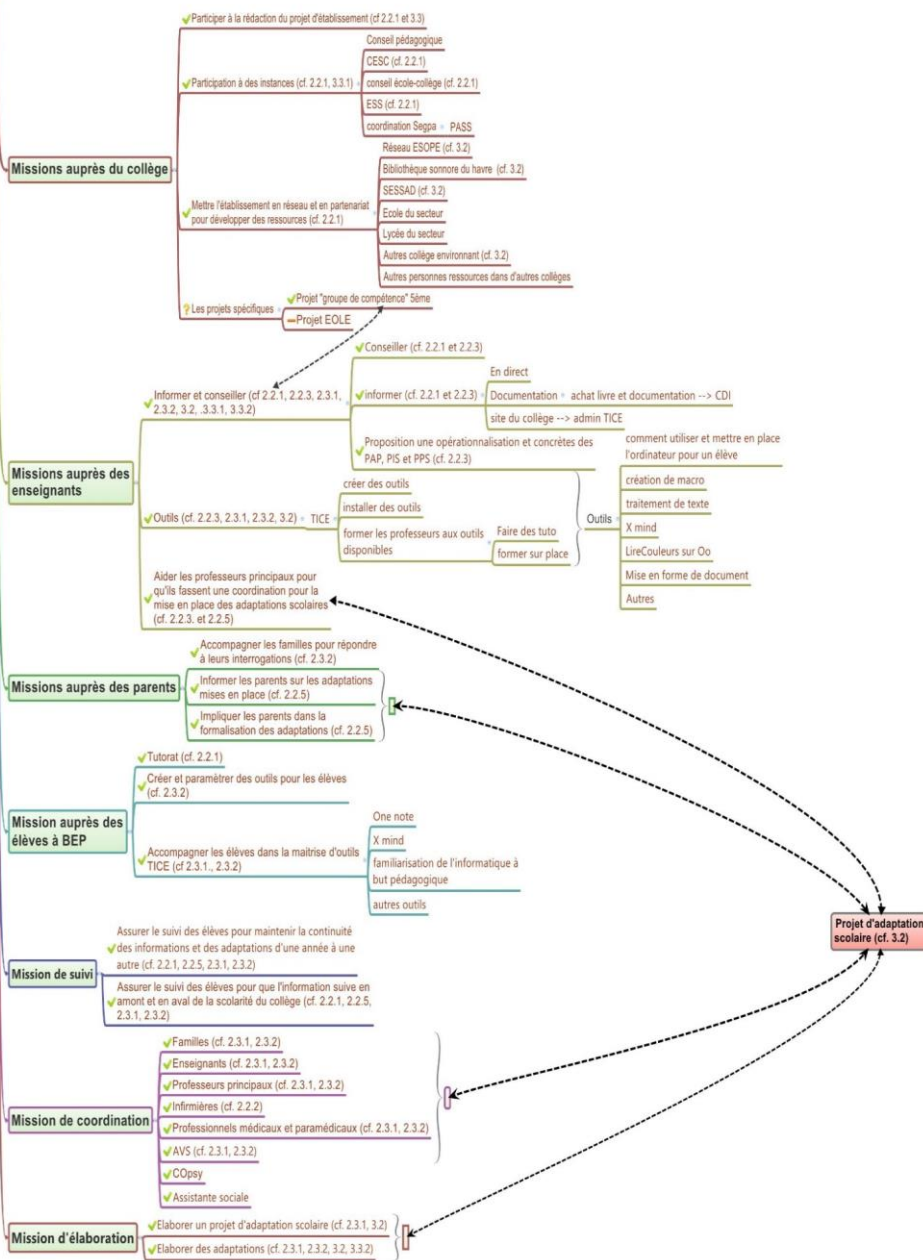 Participer à la rédaction du projet d'établissement (cf 2.2.1 et 3.3)
Participation à des instances (cf. 2.2.1, 3.3.1)
Conseil pédagogique
CESC (cf. 2.2.1)
conseil école-collège (cf. 2.2.1)
ESS (cf. 2.2.1)
coordination Segpa
PASS
Missions auprès du collège
Mettre l'établissement en réseau et en partenariat
pour développer des ressources (cf. 2.2.1)
Réseau ESOPE (cf. 3.2)
Bibliothèque sonnore du havre (cf. 3.2)
SESSAD (cf. 3.2)
Ecole du secteur
Lycée du secteur
Autres collège environnant (cf. 3.2)
Autres personnes ressources dans d'autres collèges
Les projets spécifiques
Projet "groupe de compétence" 5ème
Projet EOLE
Missions auprès des
enseignants
Informer et conseiller (cf 2.2.1, 2.2.3, 2.3.1,
2.3.2, 3.2, .3.3.1, 3.3.2)
Conseiller (cf. 2.2.1 et 2.2.3)
informer (cf. 2.2.1 et 2.2.3)
En direct
Documentation
achat livre et documentation --> CDI
site du collège --> admin TICE
Proposition une opérationnalisation et concrètes des
PAP, PIS et PPS (cf. 2.2.3)
Outils (cf. 2.2.3, 2.3.1, 2.3.2, 3.2)
TICE
créer des outils
installer des outils
former les professeurs aux outils
disponibles
Faire des tuto
former sur place
Outils
comment utiliser et mettre en place
l'ordinateur pour un élève
création de macro
traitement de texte
X mind
LireCouleurs sur Oo
Mise en forme de document
Autres
Aider les professeurs principaux pour
qu'ils fassent une coordination pour la
mise en place des adaptations scolaires
(cf. 2.2.3. et 2.2.5)
Missions auprès des parents
Accompagner les familles pour répondre
à leurs interrogations (cf. 2.3.2)
Informer les parents sur les adaptations
mises en place (cf. 2.2.5)
Impliquer les parents dans la
formalisation des adaptations (cf. 2.2.5)
Mission auprès des
élèves à BEP
Tutorat (cf. 2.2.1)
Créer et paramètrer des outils pour les élèves
(cf. 2.3.2)
Accompagner les élèves dans la maitrise d'outils
TICE (cf 2.3.1., 2.3.2)
One note
X mind
familiarisation de l'informatique à
but pédagogique
autres outils
Projet d'adaptation
scolaire (cf. 3.2)
Mission de suivi
Assurer le suivi des élèves pour maintenir la continuité
des informations et des adaptations d'une année à une
autre (cf. 2.2.1, 2.2.5, 2.3.1, 2.3.2)
Assurer le suivi des élèves pour que l'information suive en
amont et en aval de la scolarité du collège (cf. 2.2.1, 2.2.5,
2.3.1, 2.3.2)
Mission de coordination
Familles (cf. 2.3.1, 2.3.2)
Enseignants (cf. 2.3.1, 2.3.2)
Professeurs principaux (cf. 2.3.1, 2.3.2)
Infirmières (cf. 2.2.2)
Professionnels médicaux et paramédicaux (cf. 2.3.1, 2.3.2)
AVS (cf. 2.3.1, 2.3.2)
COpsy
Assistante sociale
Mission d'élaboration
Elaborer un projet d'adaptation scolaire (cf. 2.3.1, 3.2)
Elaborer des adaptations (cf. 2.3.1, 2.3.2, 3.2, 3.3.2)